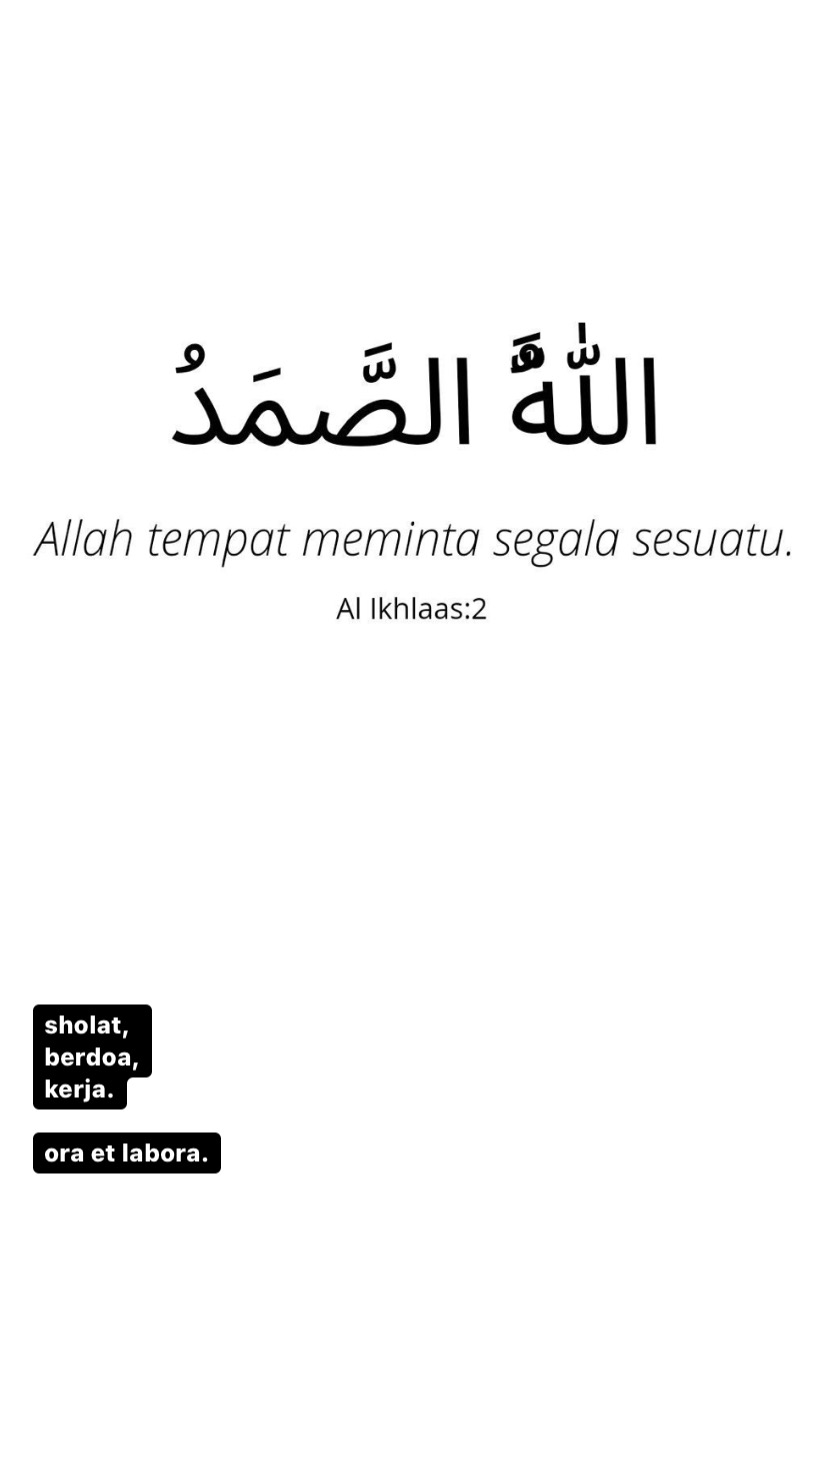 اللّٰهُ الصَّمَدُ
Allah tempat meminta segala sesuatu.
Al Ikhlaas:2
sholat,
berdoa,
kerja.
ora et labora.